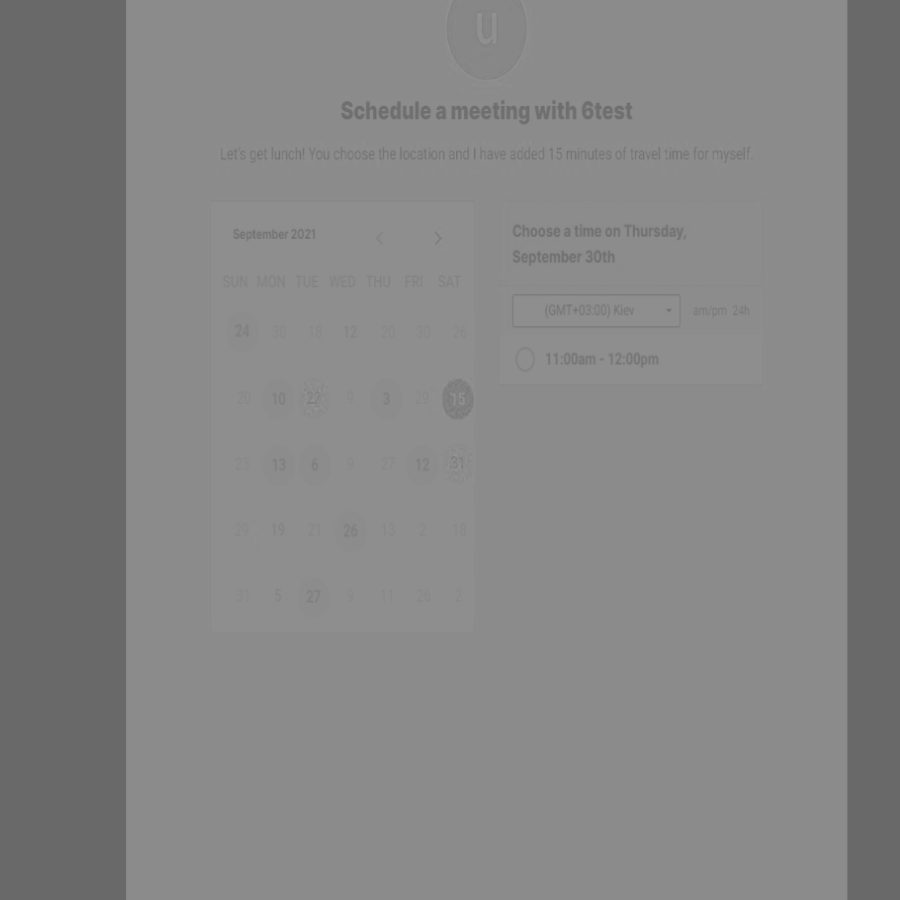 u
Schedule a meeting with 6test
Let's get lunch! You choose the location and I have added 15 minutes of travel time for myself.
September 2021
SUN MON TUE WED THU FRI SAT
24 30 12 20 30 26
10 22 9 3 29 15
13 6 9 27 12 31
29 19 21 26 13 2 18
31 5 27 9 11 2
Choose a time on Thursday,
September 30th
(GMT+03:00) Kiev
am/pm 24h
11:00am - 12:00pm